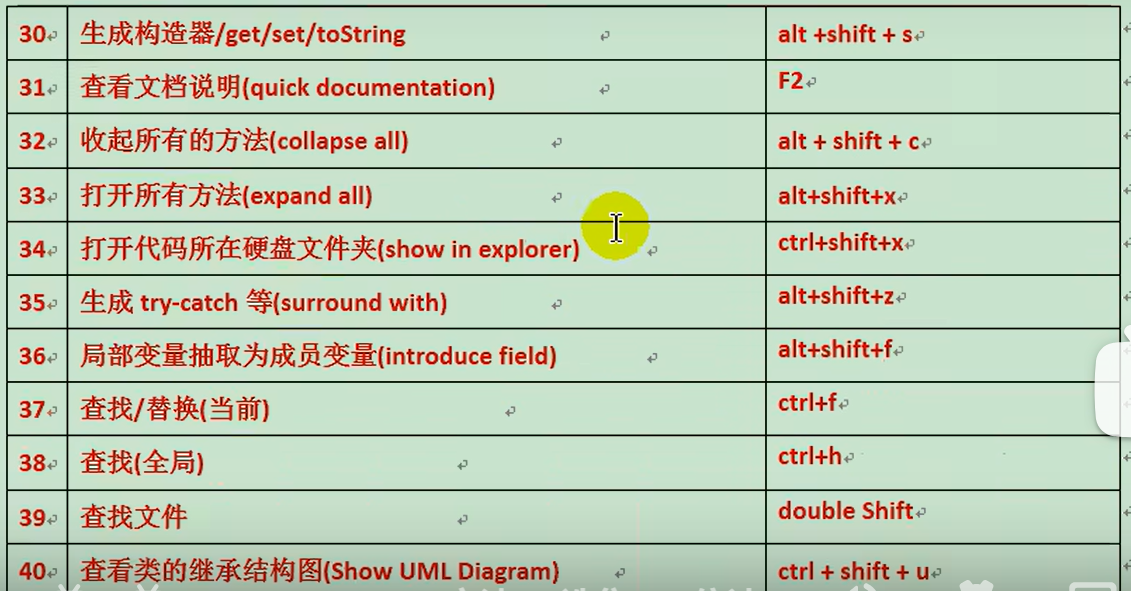 30 生成构造器/get/set/toString alt +shift + s
31 查看文档说明(quick documentation) F2
32 收起所有的方法(collapse all) alt + shift + c
33 打开所有方法(expand all) alt+shift+x
34 打开代码所在硬盘文件夹(show in explorer) ctrl+shift+x
35 生成 try-catch 等(surround with) alt+shift+z
36 局部变量抽取为成员变量(introduce field) alt+shift+f
37 查找/替换(当前) ctrl+f
38 查找(全局) ctrl+h
39 查找文件 double Shift
40 查看类的继承结构图(Show UML Diagram) ctrl + shift + u